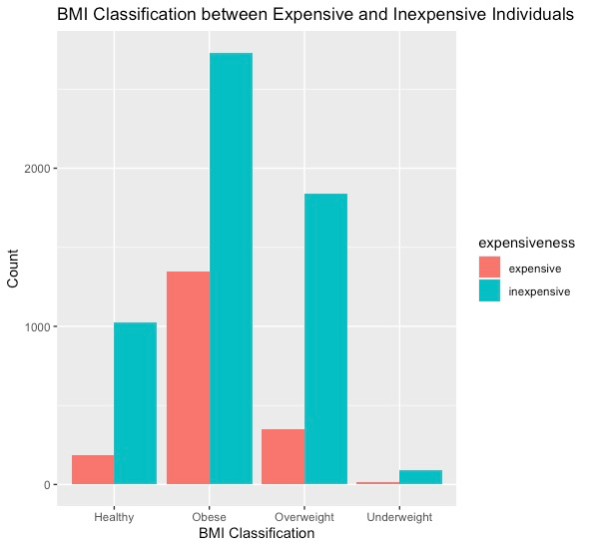 BMI Classification between Expensive and Inexpensive Individuals
Count
2000
1000
0
Healthy Obese Overweight Underweight
BMI Classification
expensiveness
expensive
inexpensive